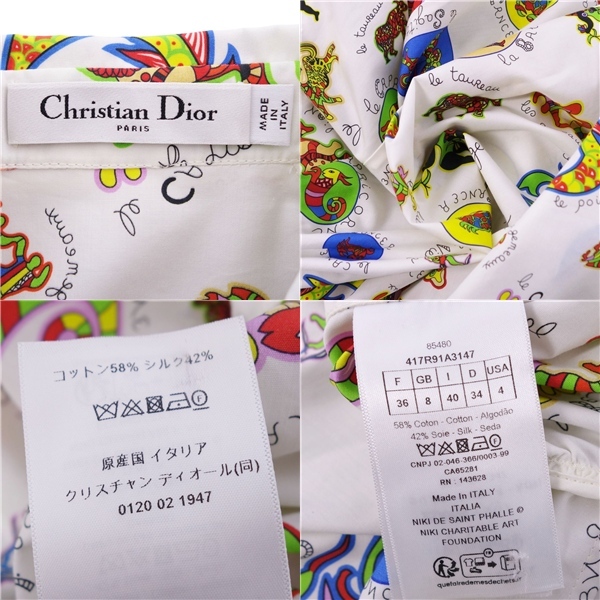 Christian Dior
PARIS
MADE IN
ITALY
le taureau
le taureau
gemeaux
コットン58% シルク42%
原産国 イタリア
クリスチャン ディオール(同)
0120 02 1947
85480
417R91A3147
F GB I D USA
36 8 40 34 4
58% Coton - Cotton - Algodão
42% Soie - Silk - Seda
CNPJ 02-046-366/0003-99
CA65281
RN : 143628
Made In ITALY
ITALIA
NIKI DE SAINT PHALLE ©
NIKI CHARITABLE ART
FOUNDATION
quefairedemesdechets.fr